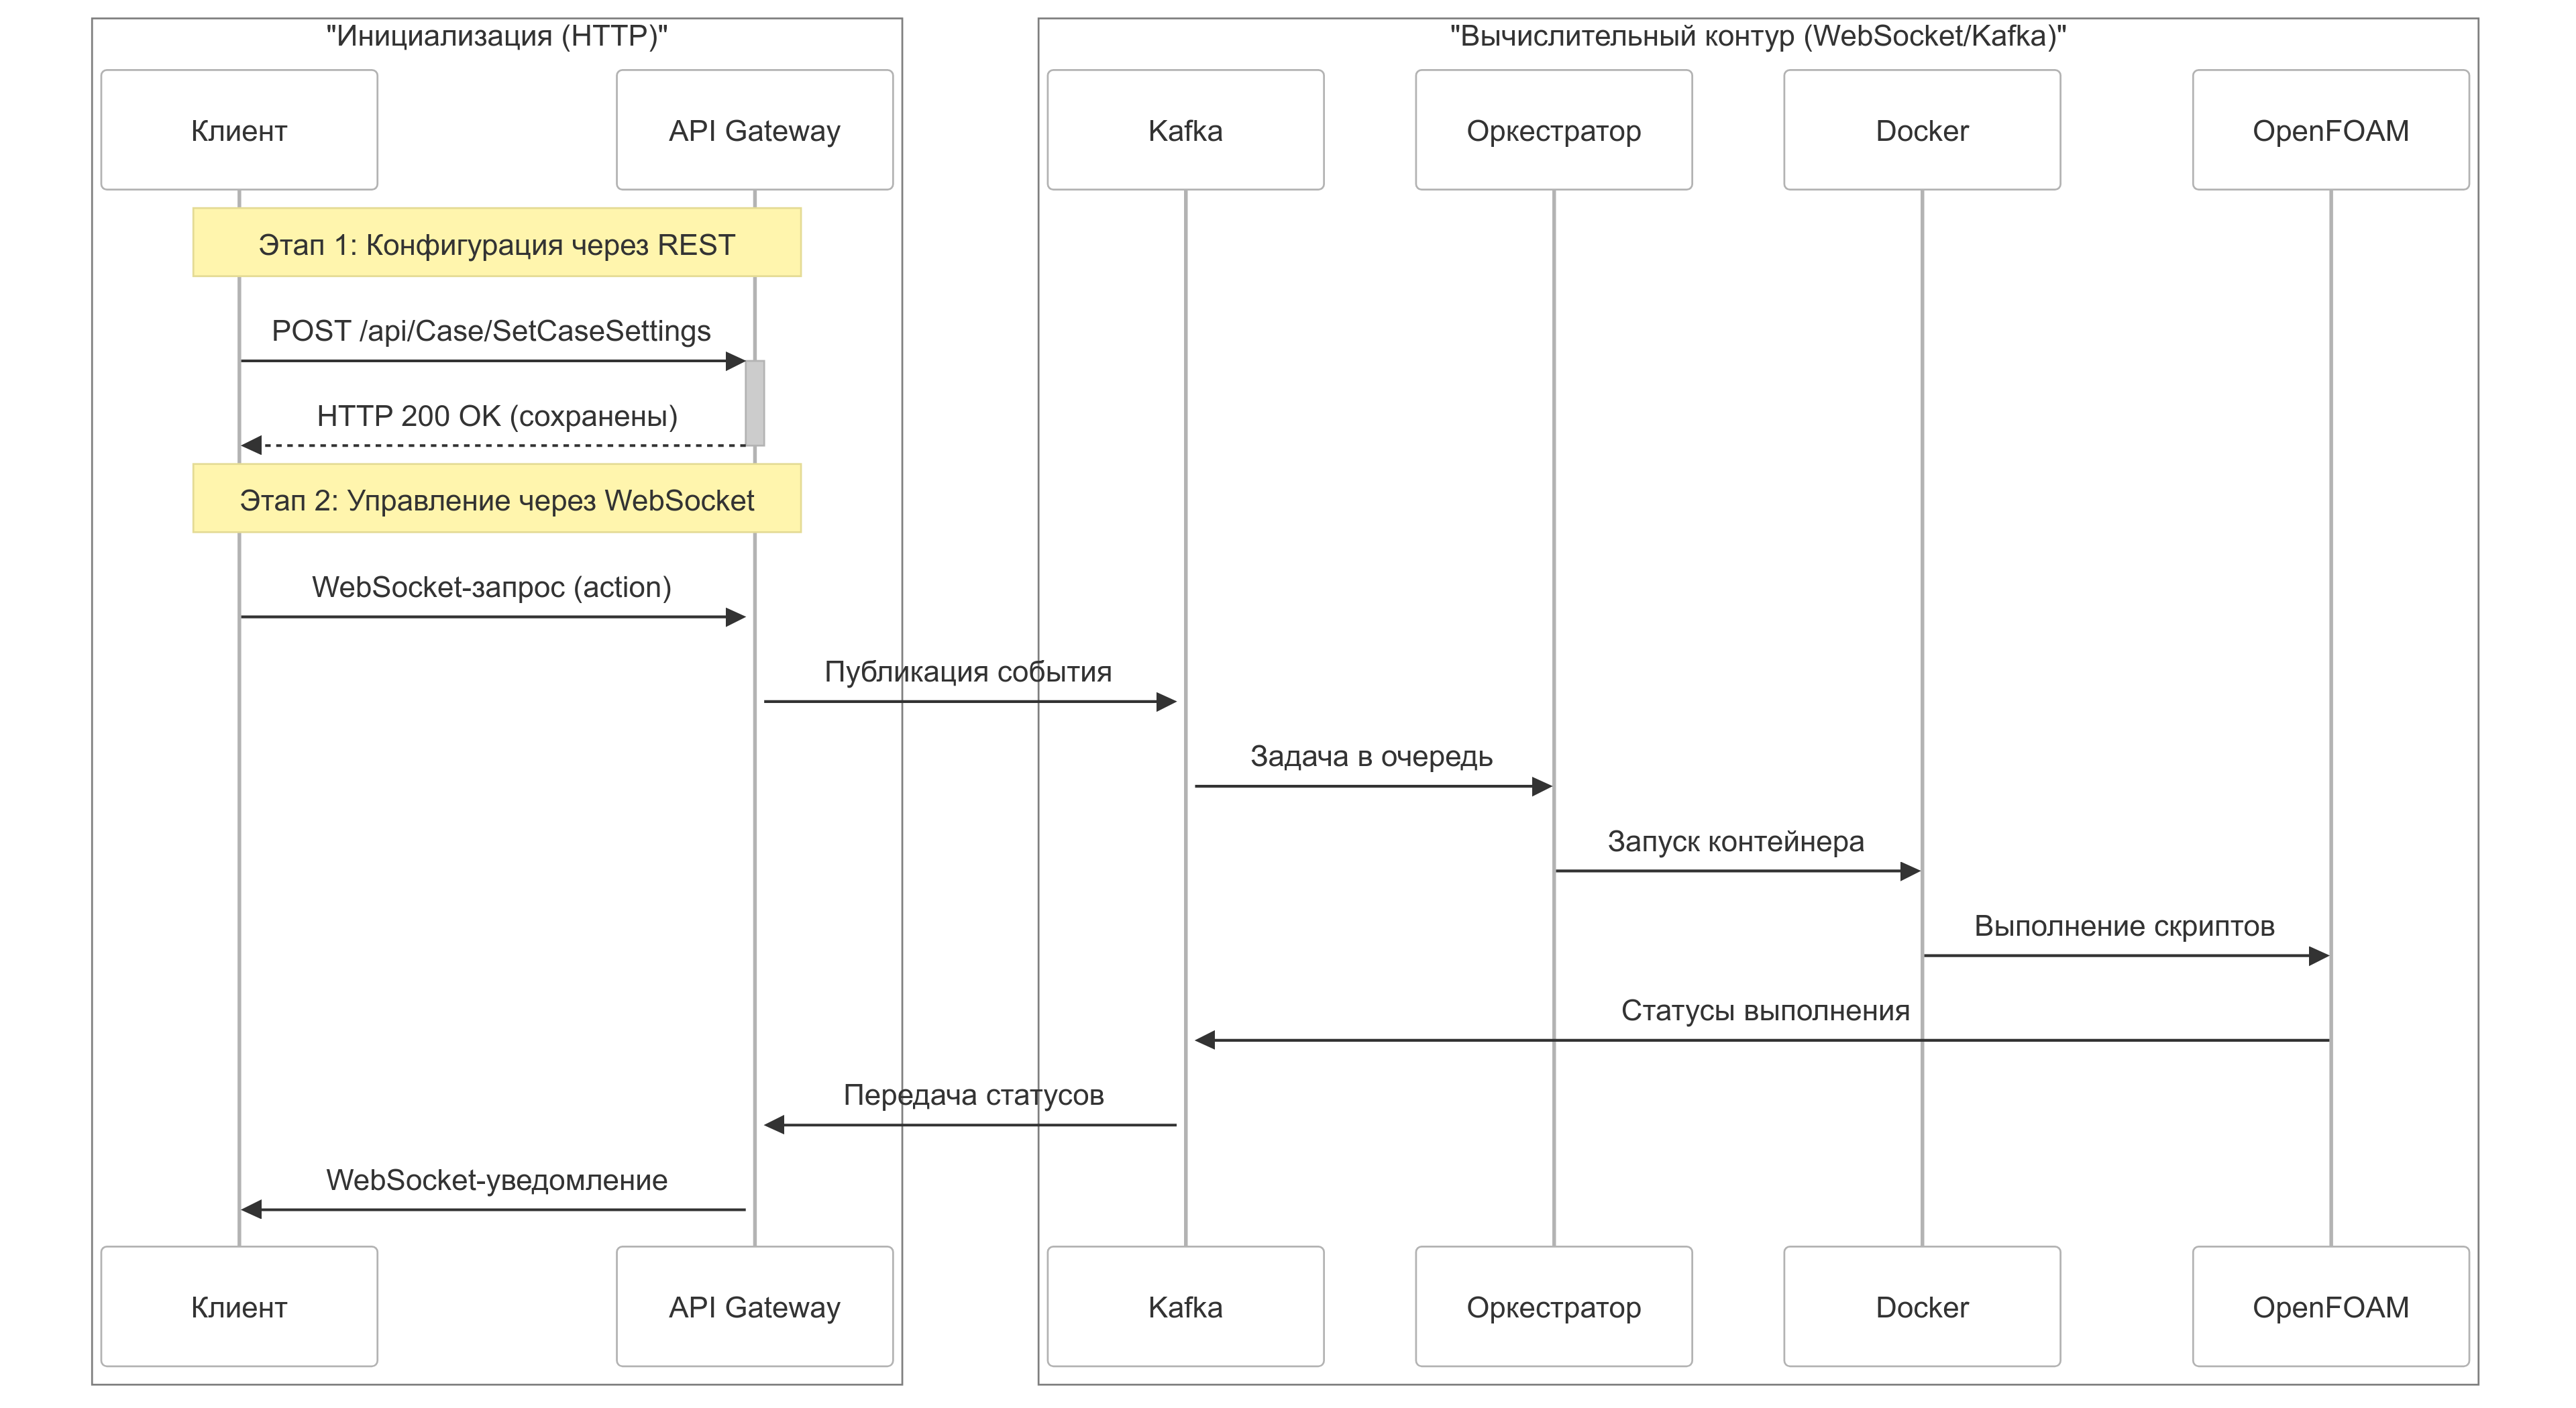 "Инициализация (HTTP)"
"Вычислительный контур (WebSocket/Kafka)"
Клиент
API Gateway
Kafka
Оркестратор
Docker
OpenFOAM
Этап 1: Конфигурация через REST
POST /api/Case/SetCaseSettings
HTTP 200 OK (сохранены)
Этап 2: Управление через WebSocket
WebSocket-запрос (action)
Публикация события
Задача в очередь
Запуск контейнера
Выполнение скриптов
Статусы выполнения
Передача статусов
WebSocket-уведомление
Клиент
API Gateway
Kafka
Оркестратор
Docker
OpenFOAM